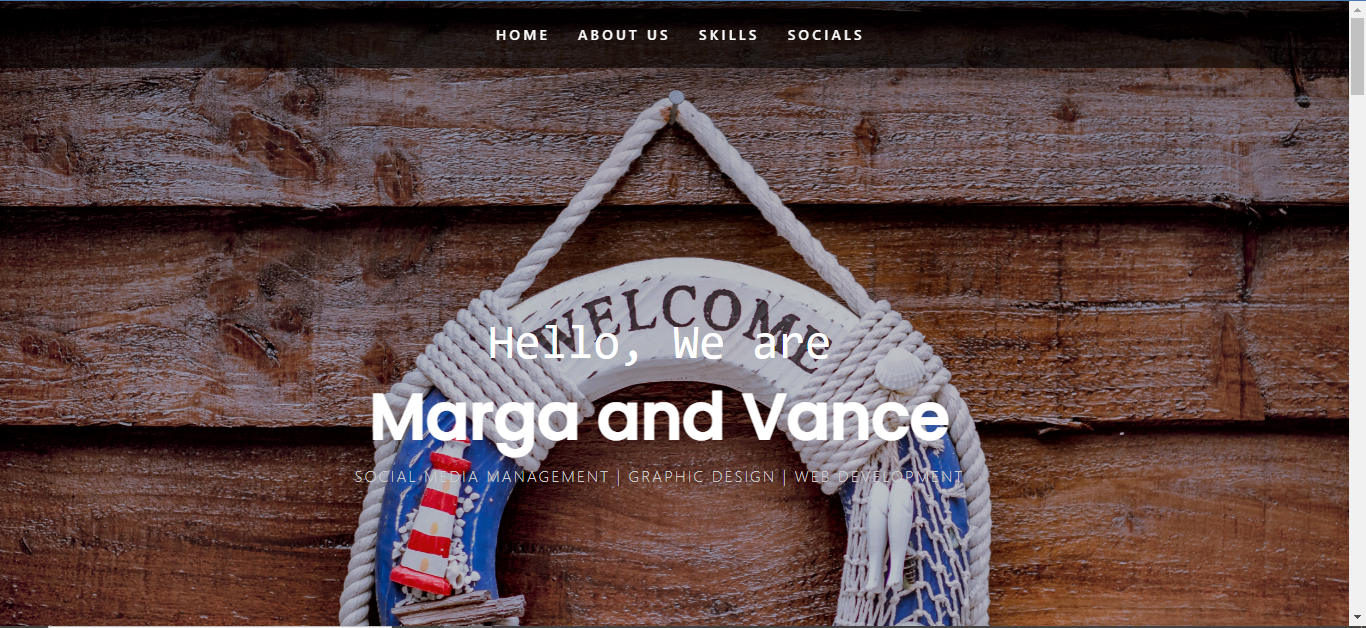 HOME ABOUT US SKILLS SOCIALS
WELCOME
Hello, We are
Marga and Vance
SOCIAL MEDIA MANAGEMENT | GRAPHIC DESIGN | WEB DEVELOPMENT